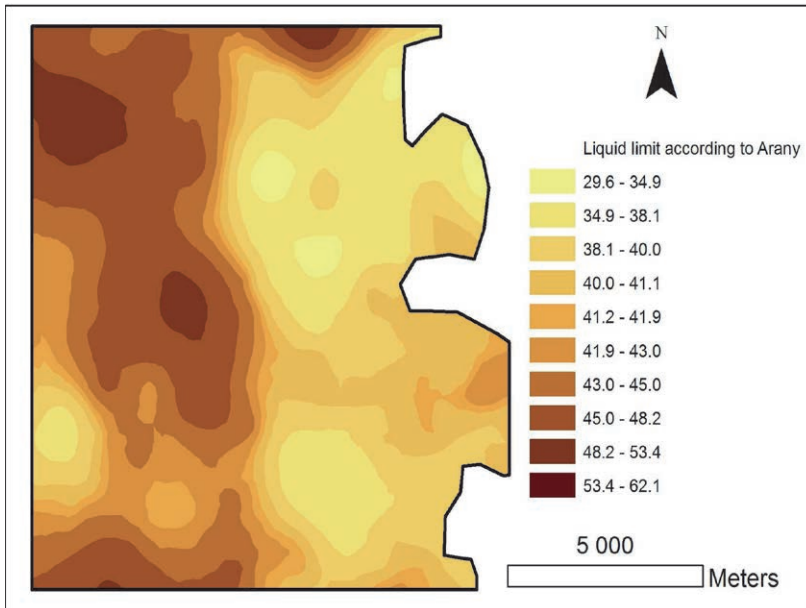 N
Liquid limit according to Arany
29.6 - 34.9
34.9 - 38.1
38.1 - 40.0
40.0 - 41.1
41.2 - 41.9
41.9 - 43.0
43.0 - 45.0
45.0 - 48.2
48.2 - 53.4
53.4 - 62.1
5 000
Meters